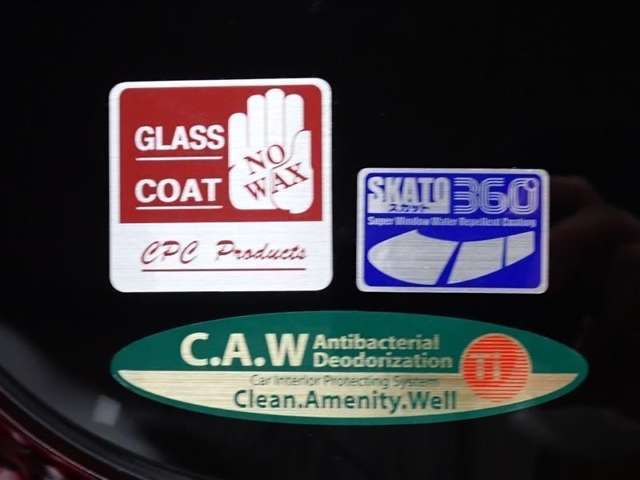 GLASS
COAT
NO
WAX
CPC Products
SKATO 360°
スカット
Super Window Water Repellent Coating
C.A.W Antibacterial
Deodorization
Ti
Car Interior Protecting System
Clean.Amenity.Well